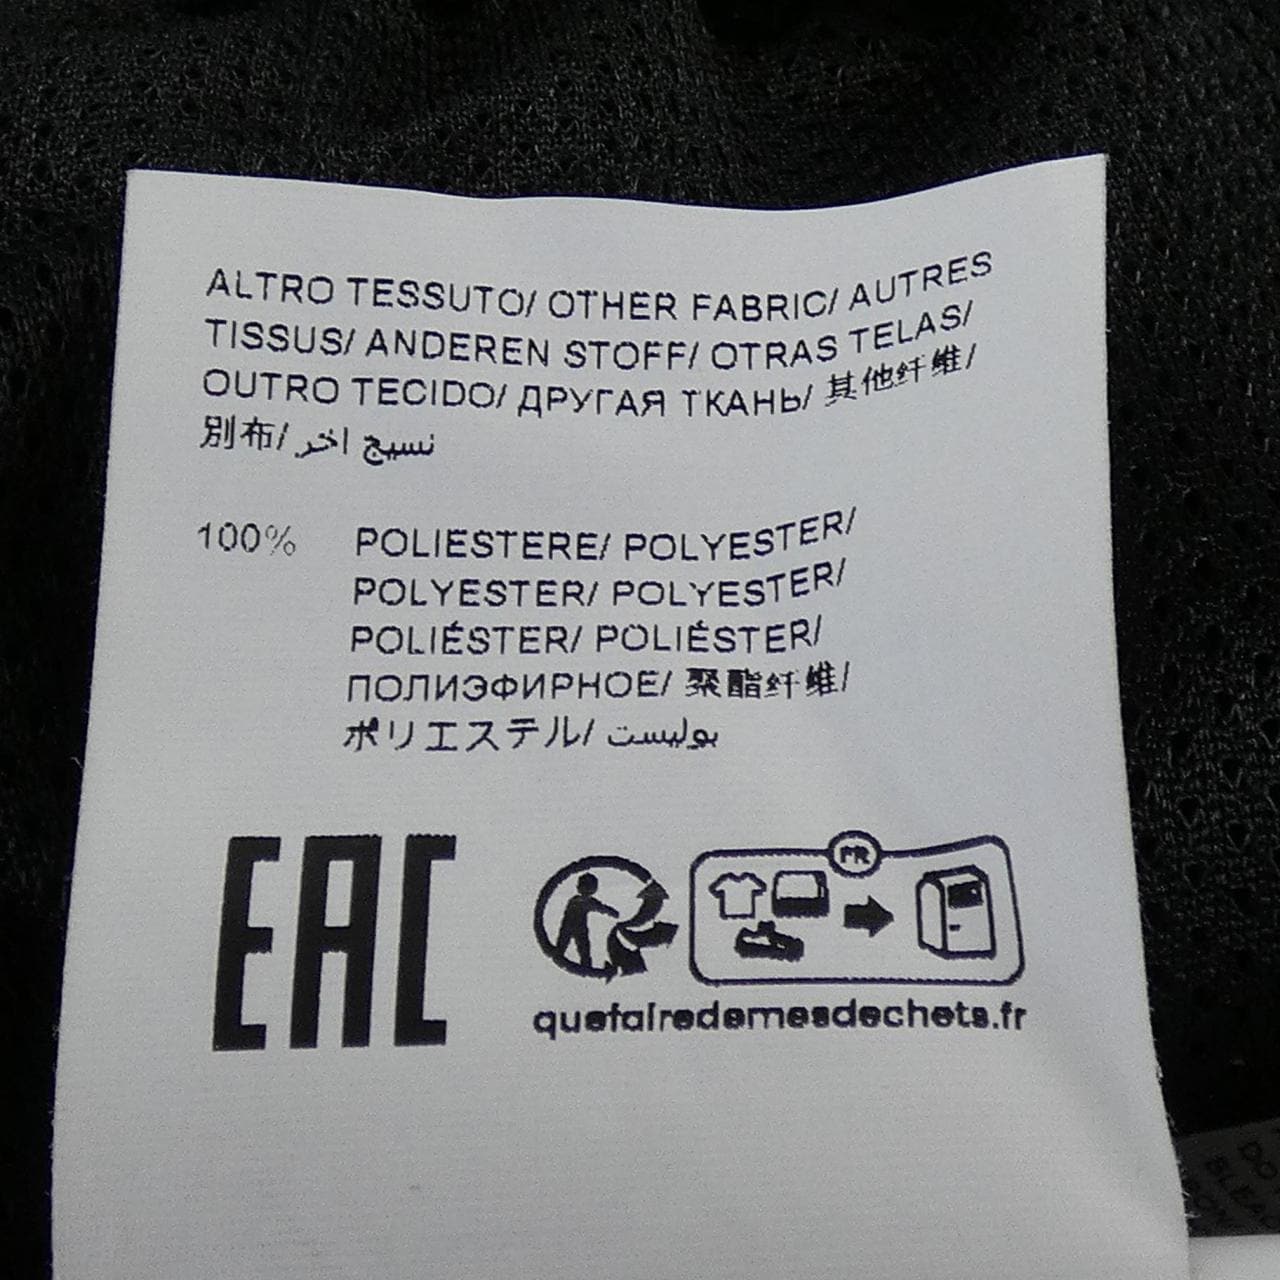 ALTRO TESSUTO/ OTHER FABRIC/ AUTRES
TISSUS/ ANDEREN STOFF/ OTRAS TELAS/
OUTRO TECIDO/ ДРУГАЯ ТКАНЬ/ 其他纤维/
別布/ نسيج اخر
100% POLIESTERE/ POLYESTER/
POLYESTER/ POLYESTER/
POLIÉSTER/ POLIÉSTER/
ПОЛИЭФИРНОЕ/ 聚酯纤维/
ポリエステル/ بوليست
EAC
FR
quefairedemesdechets.fr